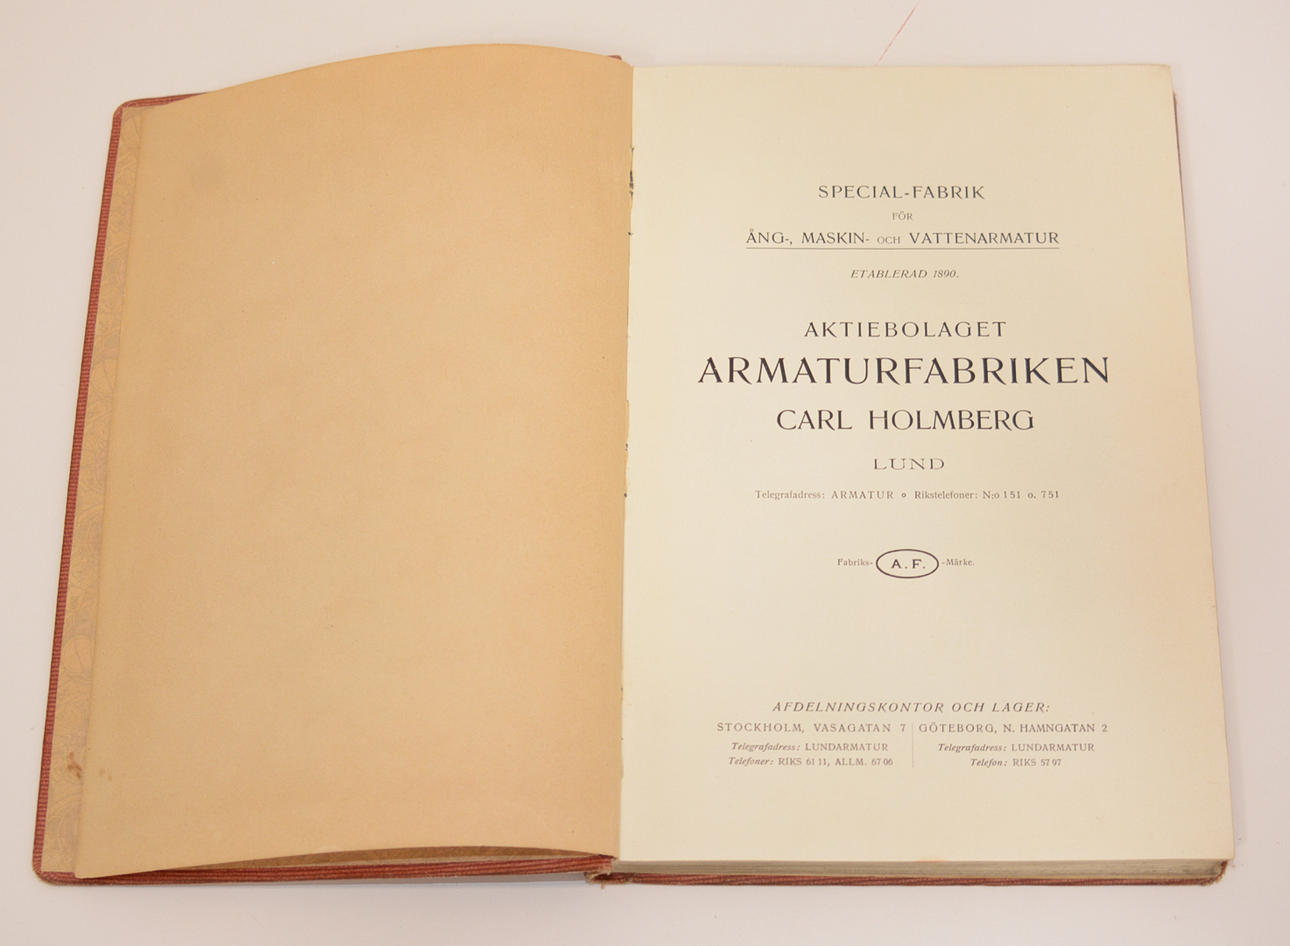 SPECIAL-FABRIK
FÖR
ÅNG-, MASKIN- OCH VATTENARMATUR
ETABLERAD 1890.
AKTIEBOLAGET
ARMATURFABRIKEN
CARL HOLMBERG
LUND
Telegrafadress: ARMATUR ∘ Rikstelefoner: N:o 151 o. 751
Fabriks- A. F. -Märke.
AFDELNINGSKONTOR OCH LAGER:
STOCKHOLM, VASAGATAN 7
Telegrafadress: LUNDARMATUR
Telefoner: RIKS 61 11, ALLM. 67 06
GÖTEBORG, N. HAMNGATAN 2
Telegrafadress: LUNDARMATUR
Telefon: RIKS 57 97